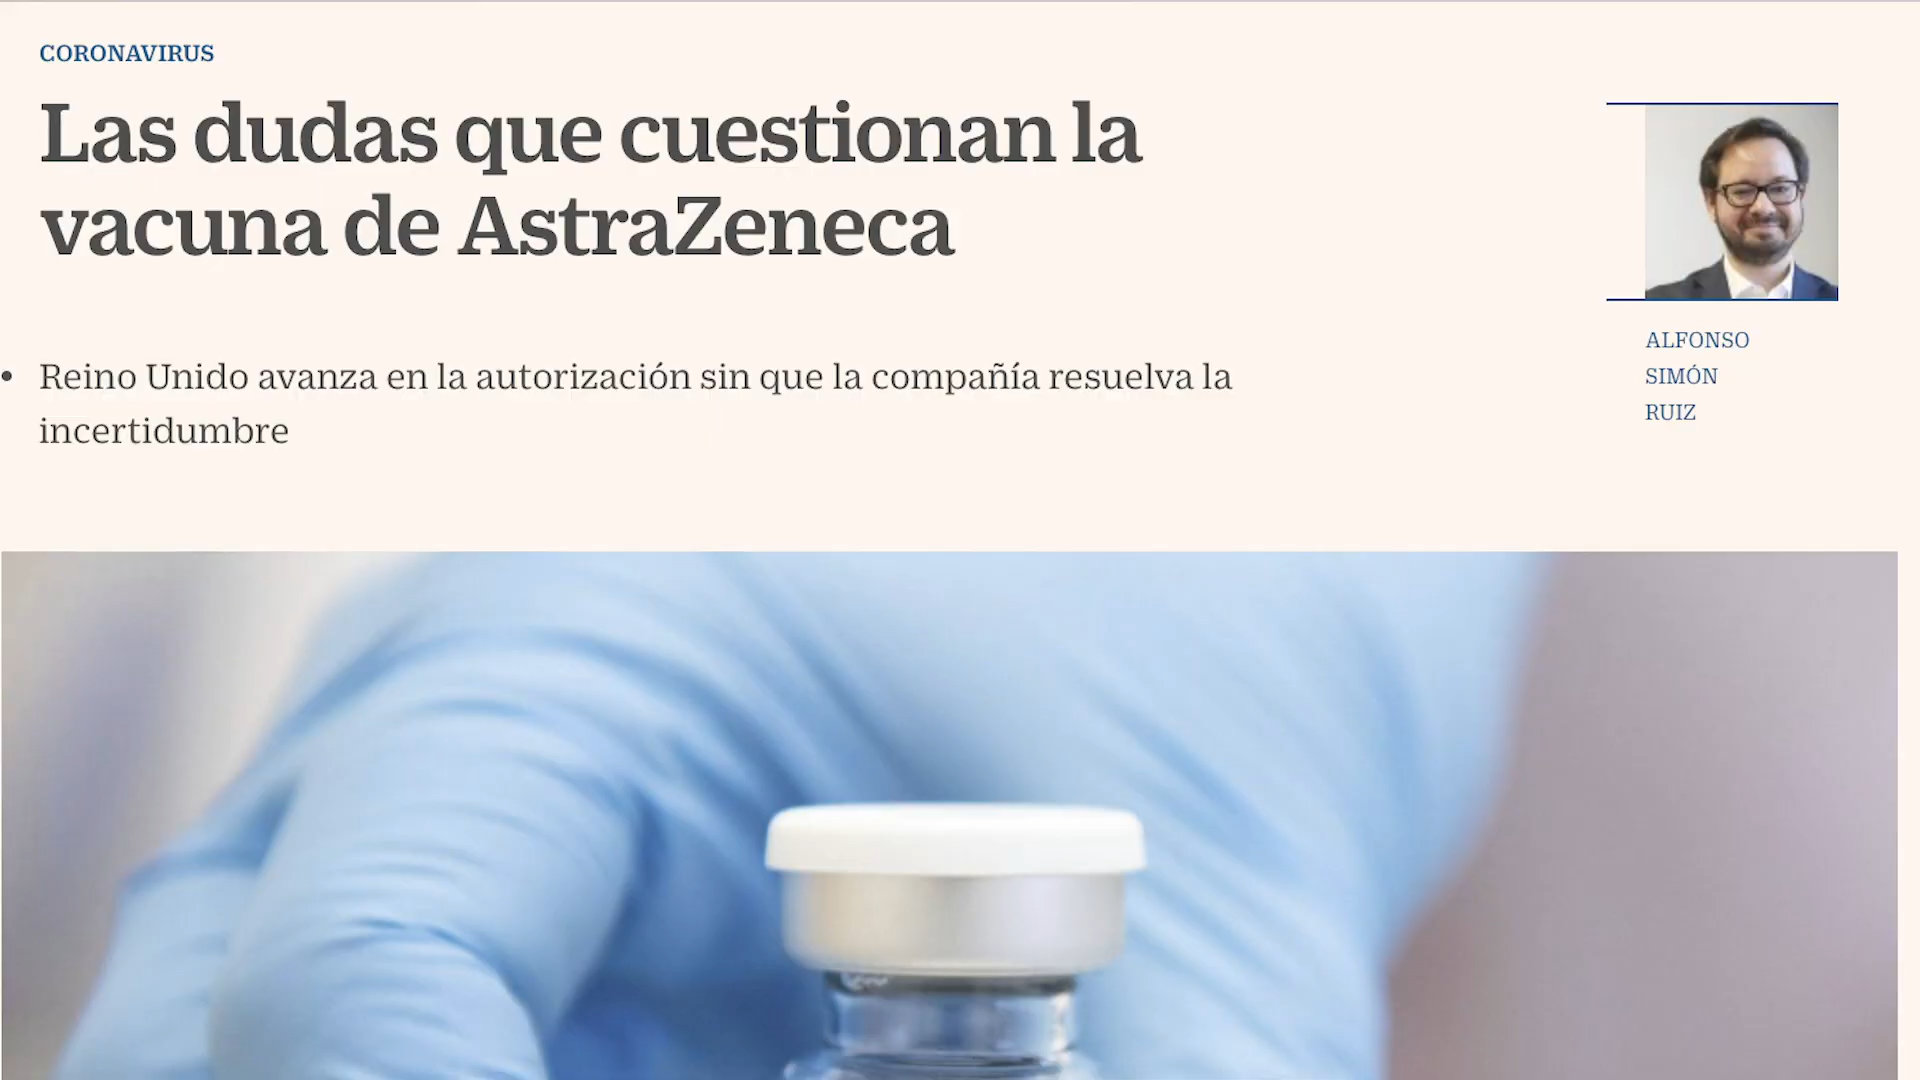 CORONAVIRUS
Las dudas que cuestionan la
vacuna de AstraZeneca
• Reino Unido avanza en la autorización sin que la compañía resuelva la
incertidumbre
ALFONSO
SIMÓN
RUIZ